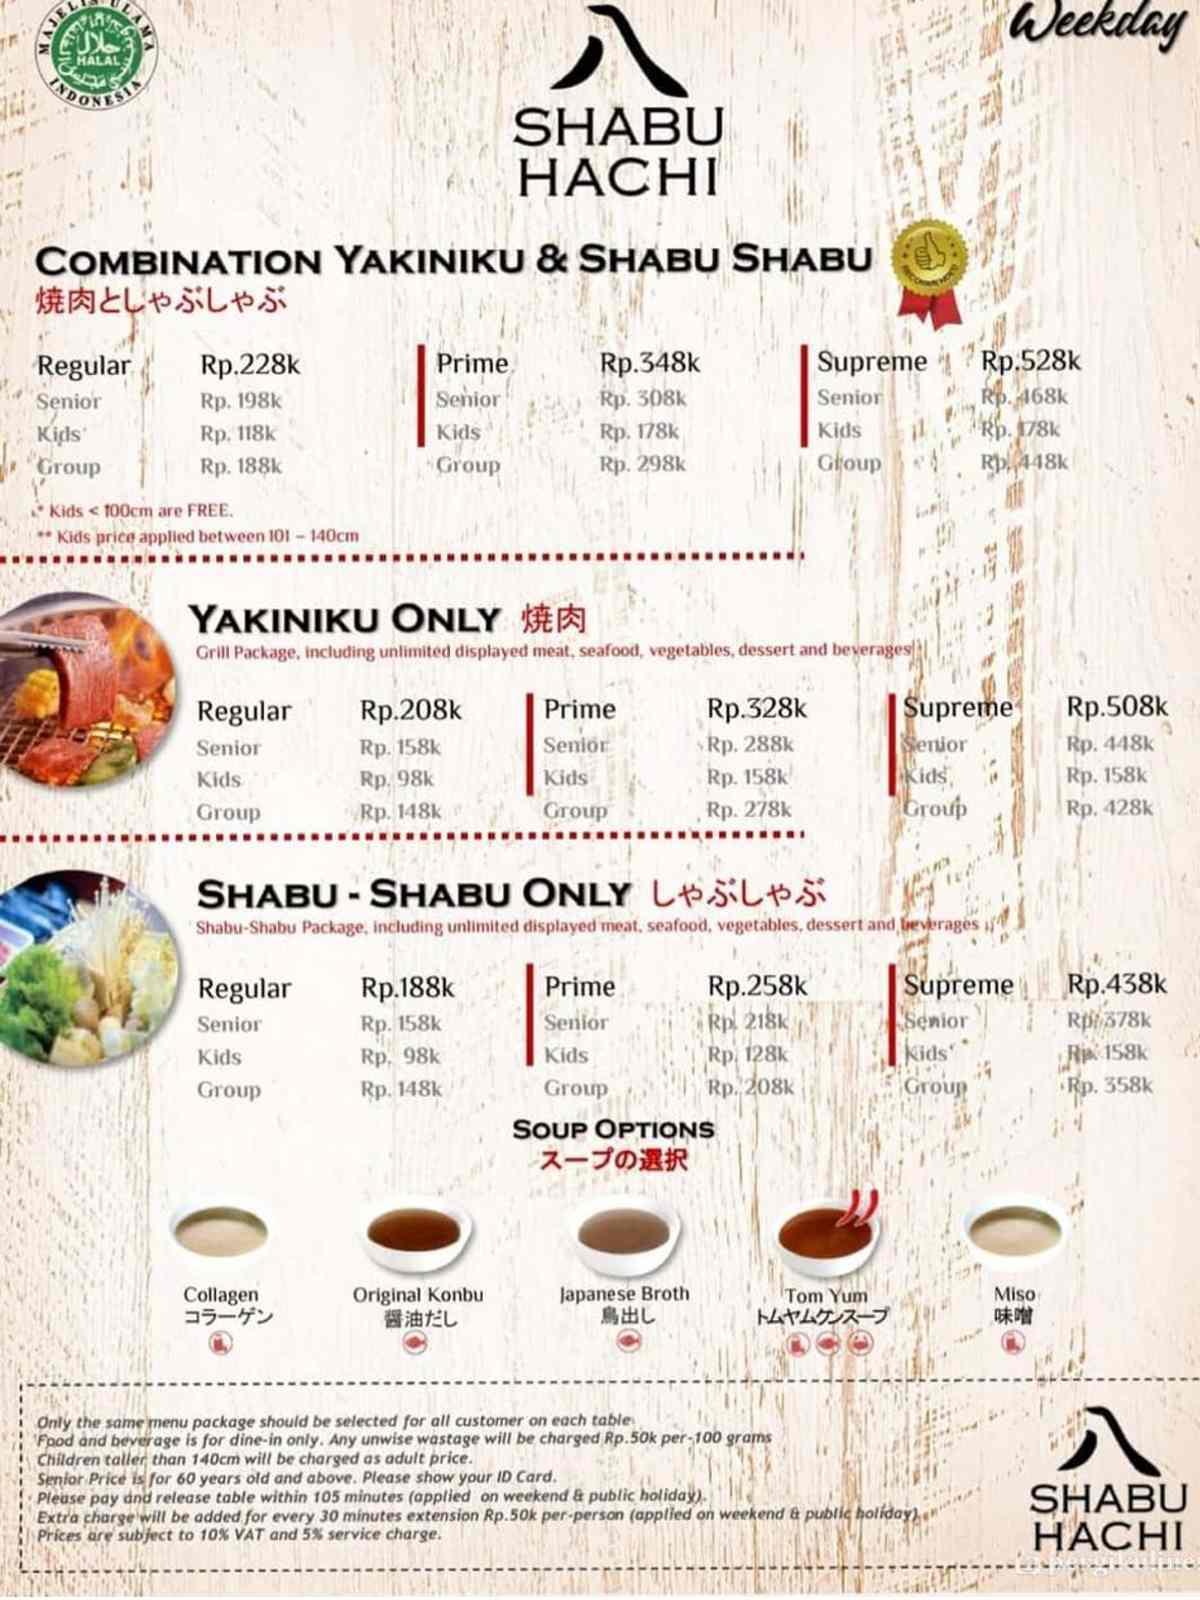 MAJELIS ULAMA
حلال
HALAL
INDONESIA
Weekday
SHABU
HACHI
COMBINATION YAKINIKU & SHABU SHABU
焼肉としゃぶしゃぶ
Regular Rp.228k Prime Rp.348k Supreme Rp.528k
Senior Rp. 198k Senior Rp. 308k Senior Rp. 468k
Kids Rp. 118k Kids Rp. 178k Kids Rp. 178k
Group Rp. 188k Group Rp. 298k Group Rp. 448k
* Kids < 100cm are FREE.
** Kids price applied between 101 – 140cm
YAKINIKU ONLY 焼肉
Grill Package, including unlimited displayed meat, seafood, vegetables, dessert and beverages
Regular Rp.208k Prime Rp.328k Supreme Rp.508k
Senior Rp. 158k Senior Rp. 288k Senior Rp. 448k
Kids Rp. 98k Kids Rp. 158k Kids Rp. 158k
Group Rp. 148k Group Rp. 278k Group Rp. 428k
SHABU - SHABU ONLY しゃぶしゃぶ
Shabu-Shabu Package, including unlimited displayed meat, seafood, vegetables, dessert and beverages
Regular Rp.188k Prime Rp.258k Supreme Rp.438k
Senior Rp. 158k Senior Rp. 218k Senior Rp. 378k
Kids Rp. 98k Kids Rp. 128k Kids Rp. 158k
Group Rp. 148k Group Rp. 208k Group Rp. 358k
SOUP OPTIONS
スープの選択
Collagen Original Konbu Japanese Broth Tom Yum Miso
コラーゲン 醤油だし 鳥出し トムヤムケンスープ 味噌
Only the same menu package should be selected for all customer on each table
Food and beverage is for dine-in only. Any unwise wastage will be charged Rp.50k per-100 grams
Children taller than 140cm will be charged as adult price.
Senior Price is for 60 years old and above. Please show your ID Card.
Please pay and release table within 105 minutes (applied on weekend & public holiday).
Extra charge will be added for every 30 minutes extension Rp.50k per-person (applied on weekend & public holiday).
Prices are subject to 10% VAT and 5% service charge.
SHABU
HACHI